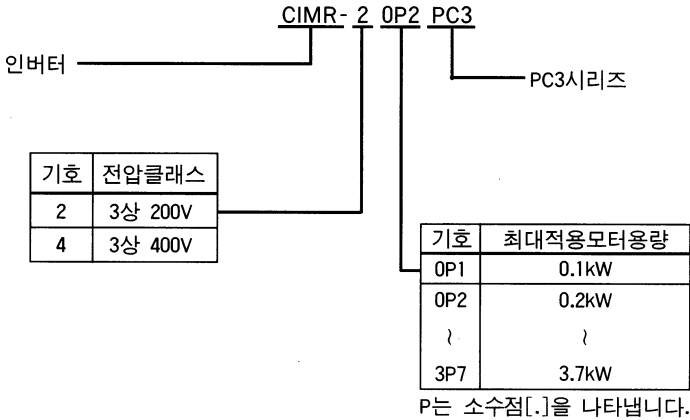 CIMR-2 0P2 PC3
인버터
PC3시리즈
기호 전압클래스
2 3상 200V
4 3상 400V
기호 최대적용모터용량
0P1 0.1kW
0P2 0.2kW
~ ~
3P7 3.7kW
P는 소수점[.]을 나타냅니다.